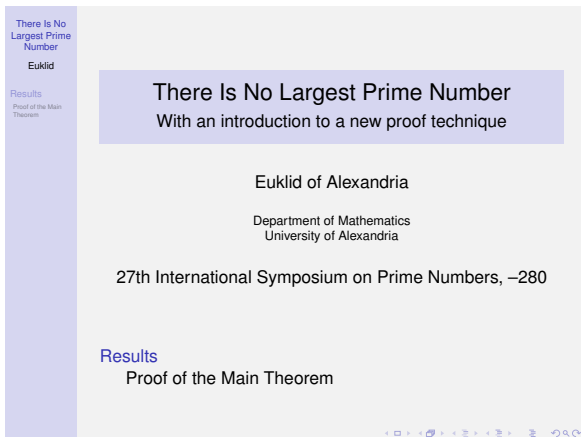 There Is No
Largest Prime
Number
Euklid
Results
Proof of the Main
Theorem
There Is No Largest Prime Number
With an introduction to a new proof technique
Euklid of Alexandria
Department of Mathematics
University of Alexandria
27th International Symposium on Prime Numbers, –280
Results
Proof of the Main Theorem